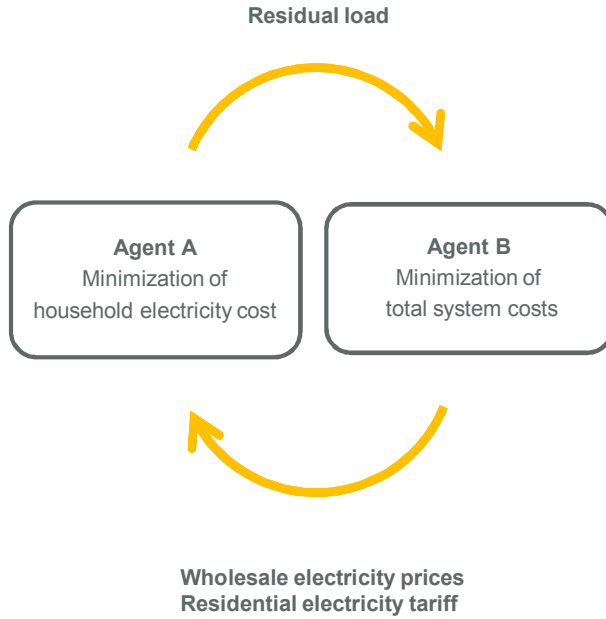 Residual load
Agent A
Minimization of
household electricity cost
Agent B
Minimization of
total system costs
Wholesale electricity prices
Residential electricity tariff